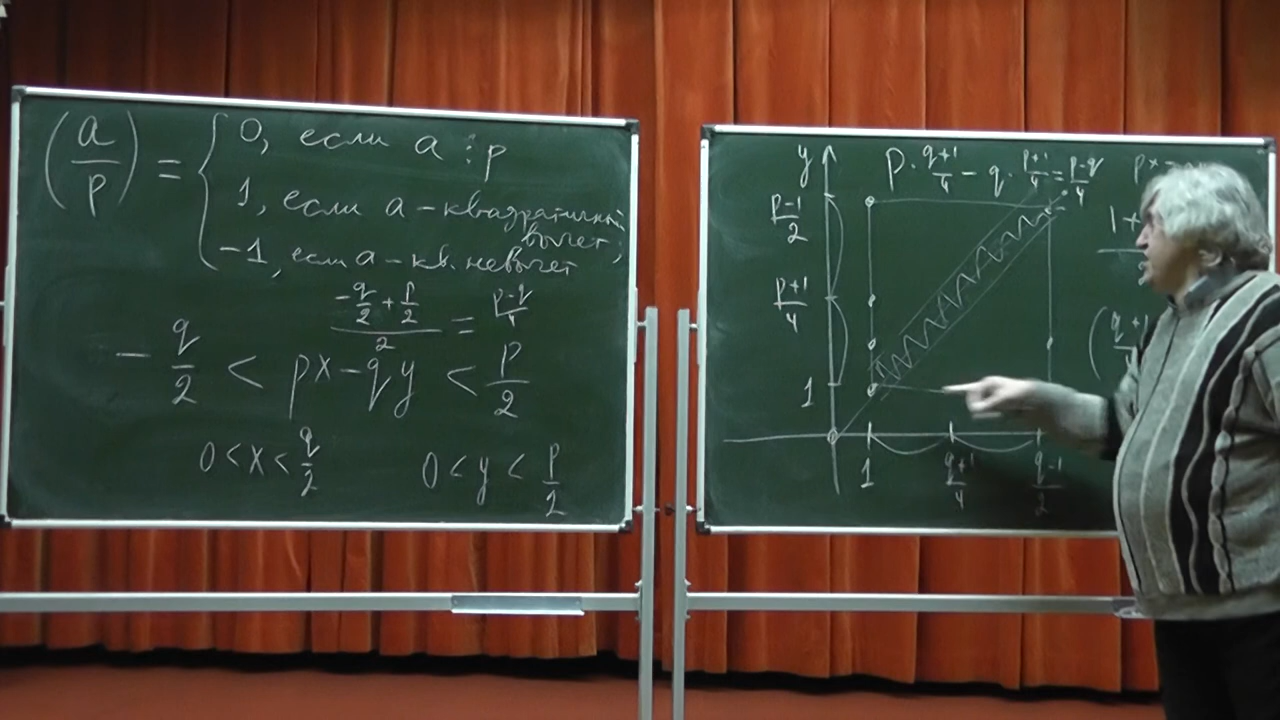 (a/p) = { 0, если a ⋮ p
1, если a – квадратичный
вычет;
−1, если a – кв. невычет
(−q/2 + p/2)/2 = (p−q)/4
−q/2 < px−qy < p/2
0 < x < q/2 0 < y < p/2
y p · (q+1)/4 − q · (p+1)/4 = (p−q)/4
(p−1)/2
(p+1)/4
1
1 (q+1)/4 (q−1)/2